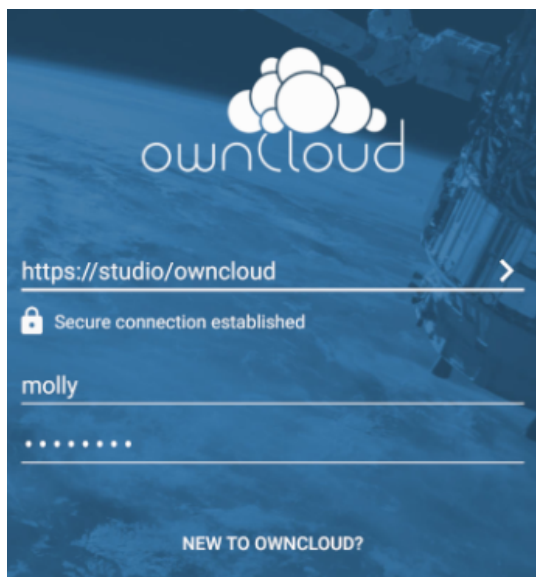 ownCloud
https://studio/owncloud
Secure connection established
molly
••••••••
NEW TO OWNCLOUD?